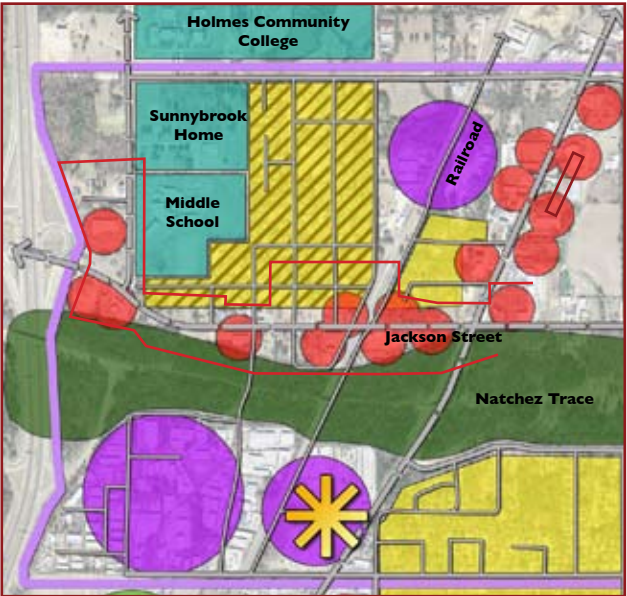 Holmes Community
College
Sunnybrook
Home
Railroad
Middle
School
Jackson Street
Natchez Trace